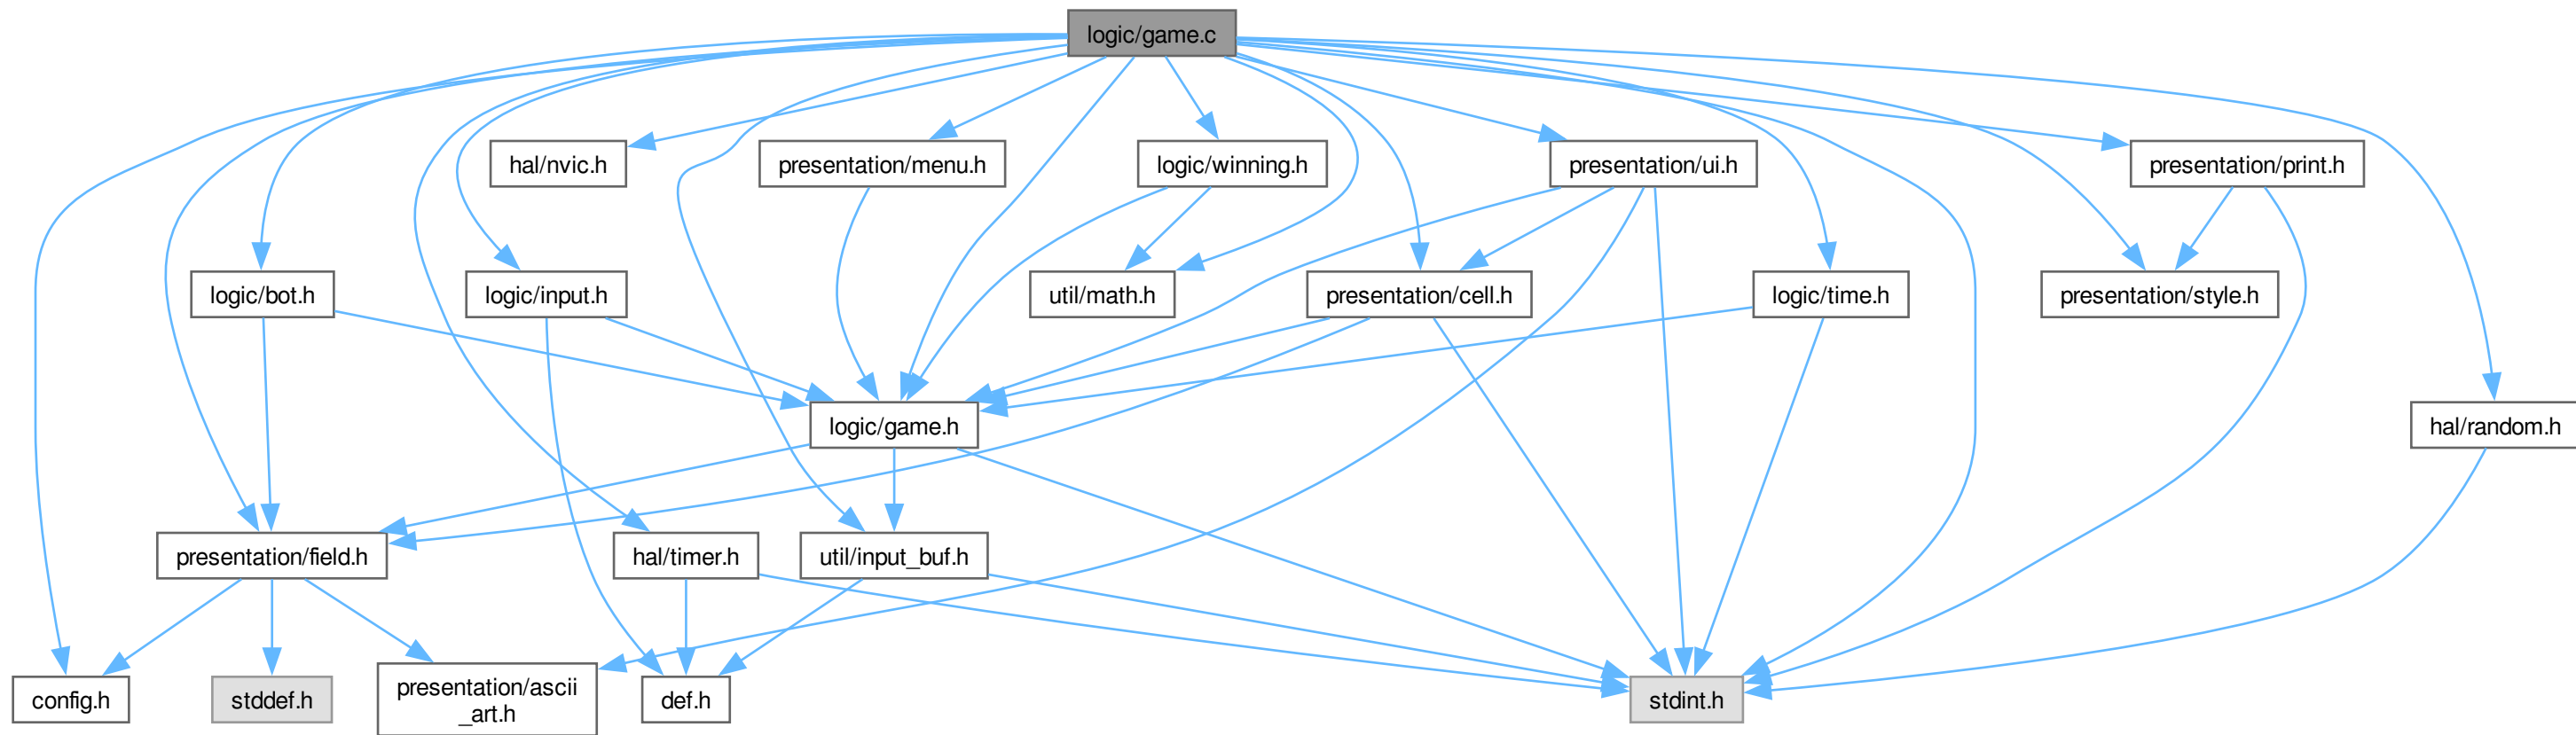 logic/game.c
hal/nvic.h
presentation/menu.h
logic/winning.h
presentation/ui.h
presentation/print.h
logic/bot.h
logic/input.h
util/math.h
presentation/cell.h
logic/time.h
presentation/style.h
logic/game.h
hal/random.h
presentation/field.h
hal/timer.h
util/input_buf.h
config.h
stddef.h
presentation/ascii
_art.h
def.h
stdint.h